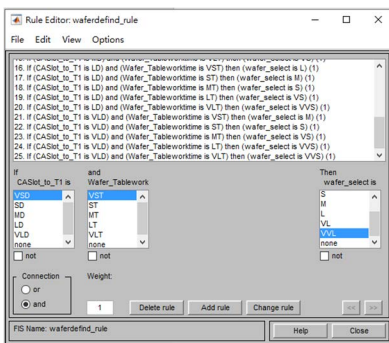 Rule Editor: waferdefind_rule
File Edit View Options
16. If (CASlot_to_T1 is LD) and (Wafer_Tableworktime is VST) then (wafer_select is L) (1)
17. If (CASlot_to_T1 is LD) and (Wafer_Tableworktime is ST) then (wafer_select is M) (1)
18. If (CASlot_to_T1 is LD) and (Wafer_Tableworktime is MT) then (wafer_select is S) (1)
19. If (CASlot_to_T1 is LD) and (Wafer_Tableworktime is LT) then (wafer_select is VS) (1)
20. If (CASlot_to_T1 is LD) and (Wafer_Tableworktime is VLT) then (wafer_select is VVS) (1)
21. If (CASlot_to_T1 is VLD) and (Wafer_Tableworktime is VST) then (wafer_select is M) (1)
22. If (CASlot_to_T1 is VLD) and (Wafer_Tableworktime is ST) then (wafer_select is S) (1)
23. If (CASlot_to_T1 is VLD) and (Wafer_Tableworktime is MT) then (wafer_select is VS) (1)
24. If (CASlot_to_T1 is VLD) and (Wafer_Tableworktime is LT) then (wafer_select is VVS) (1)
25. If (CASlot_to_T1 is VLD) and (Wafer_Tableworktime is VLT) then (wafer_select is VVS) (1)
If and Then
CASlot_to_T1 is Wafer_Tablework wafer_select is
VSD VST S
SD ST M
MD MT L
LD LT VL
VLD VLT VVL
none none none
not not not
Connection Weight:
or
and 1 Delete rule Add rule Change rule << >>
FIS Name: waferdefind_rule Help Close